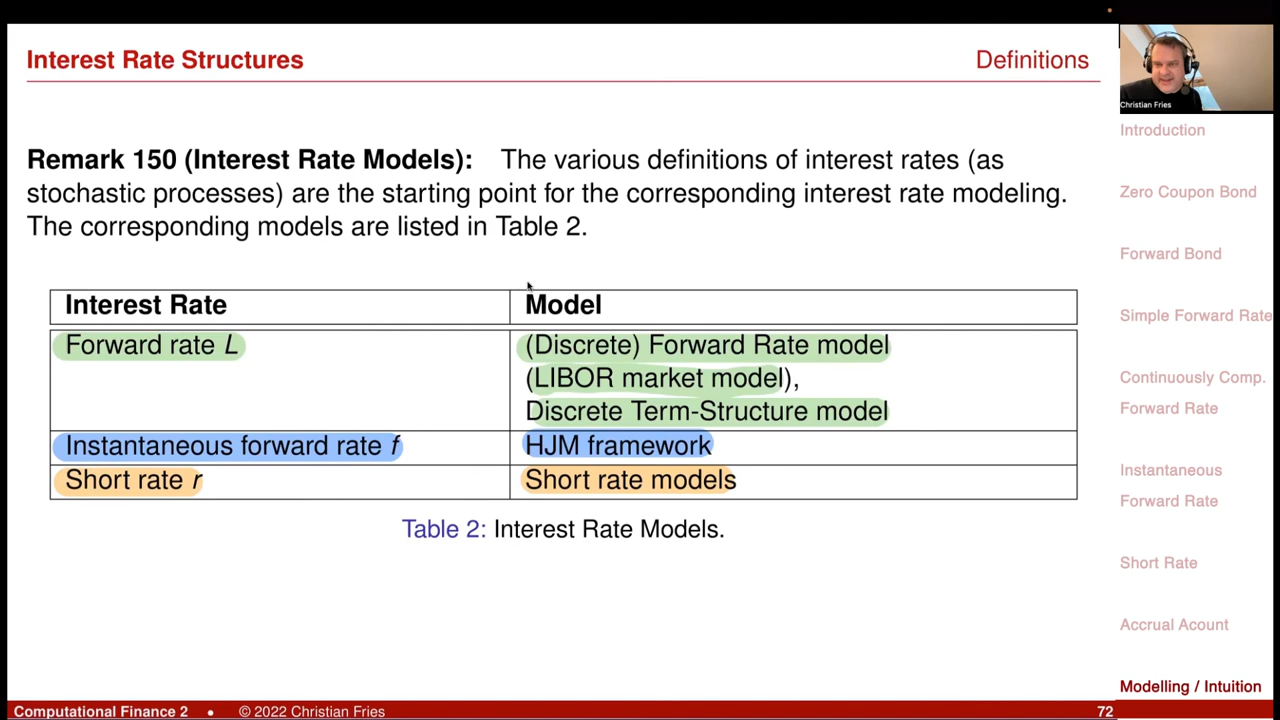 Interest Rate Structures
Definitions
Christian Fries
Remark 150 (Interest Rate Models): The various definitions of interest rates (as
stochastic processes) are the starting point for the corresponding interest rate modeling.
The corresponding models are listed in Table 2.
Interest Rate
Model
Forward rate L
(Discrete) Forward Rate model
(LIBOR market model),
Discrete Term-Structure model
Instantaneous forward rate f
HJM framework
Short rate r
Short rate models
Table 2: Interest Rate Models.
Introduction
Zero Coupon Bond
Forward Bond
Simple Forward Rate
Continuously Comp.
Forward Rate
Instantaneous
Forward Rate
Short Rate
Accrual Acount
Modelling / Intuition
Computational Finance 2 • © 2022 Christian Fries
72